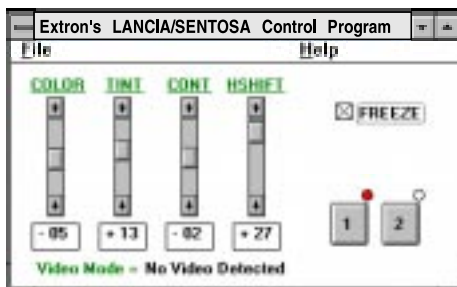 Extron's LANCIA/SENTOSA Control Program
File Help
COLOR TINT CONT HSHIFT
FREEZE
1 2
- 05 + 13 - 02 + 27
Video Mode = No Video Detected